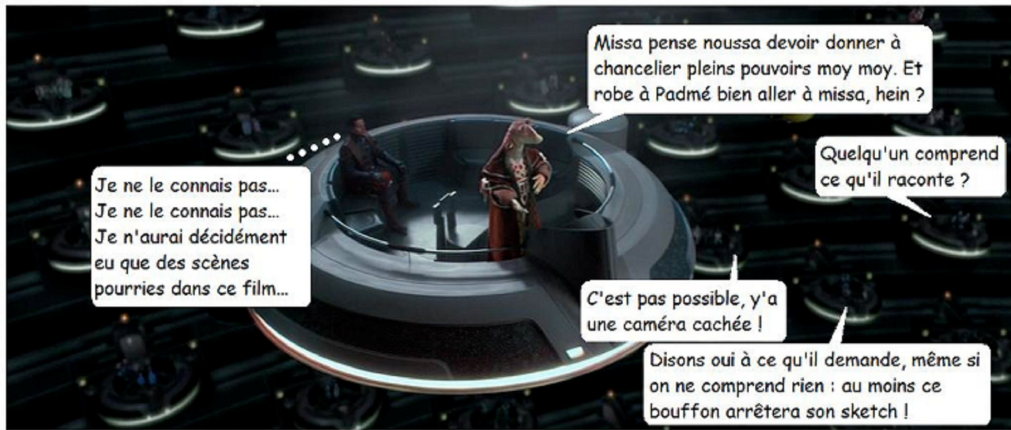 Missa pense noussa devoir donner à
chancelier pleins pouvoirs moy moy. Et
robe à Padmé bien aller à missa, hein ?
Quelqu'un comprend
ce qu'il raconte ?
Je ne le connais pas...
Je ne le connais pas...
Je n'aurai décidément
eu que des scènes
pourries dans ce film...
C'est pas possible, y'a
une caméra cachée !
Disons oui à ce qu'il demande, même si
on ne comprend rien : au moins ce
bouffon arrêtera son sketch !